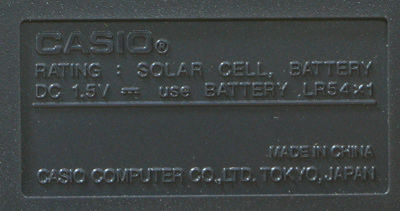 CASIO®
RATING : SOLAR CELL, BATTERY
DC 1.5V ⎓ use BATTERY LR54×1
MADE IN CHINA
CASIO COMPUTER CO.,LTD. TOKYO, JAPAN